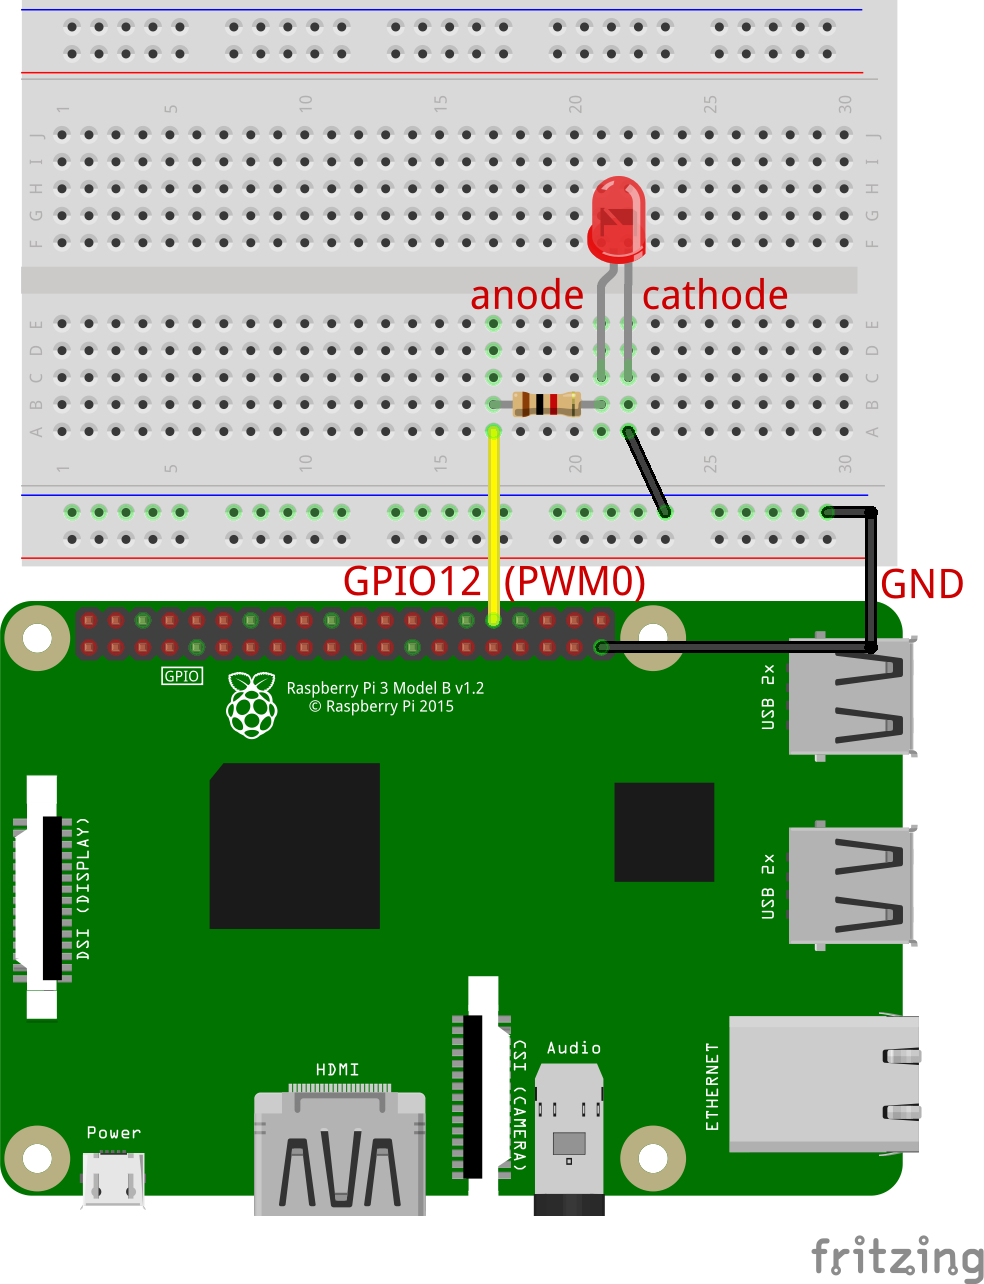 1 5 10 15 20 25 30
J J
I I
H H
G G
F F
anode cathode
E E
D D
C C
B B
A A
1 5 10 15 20 25 30
GPIO12 (PWM0)
GND
GPIO
Raspberry Pi 3 Model B v1.2
© Raspberry Pi 2015
USB 2x
DSI (DISPLAY)
USB 2x
HDMI
CSI (CAMERA)
Audio
ETHERNET
Power
fritzing